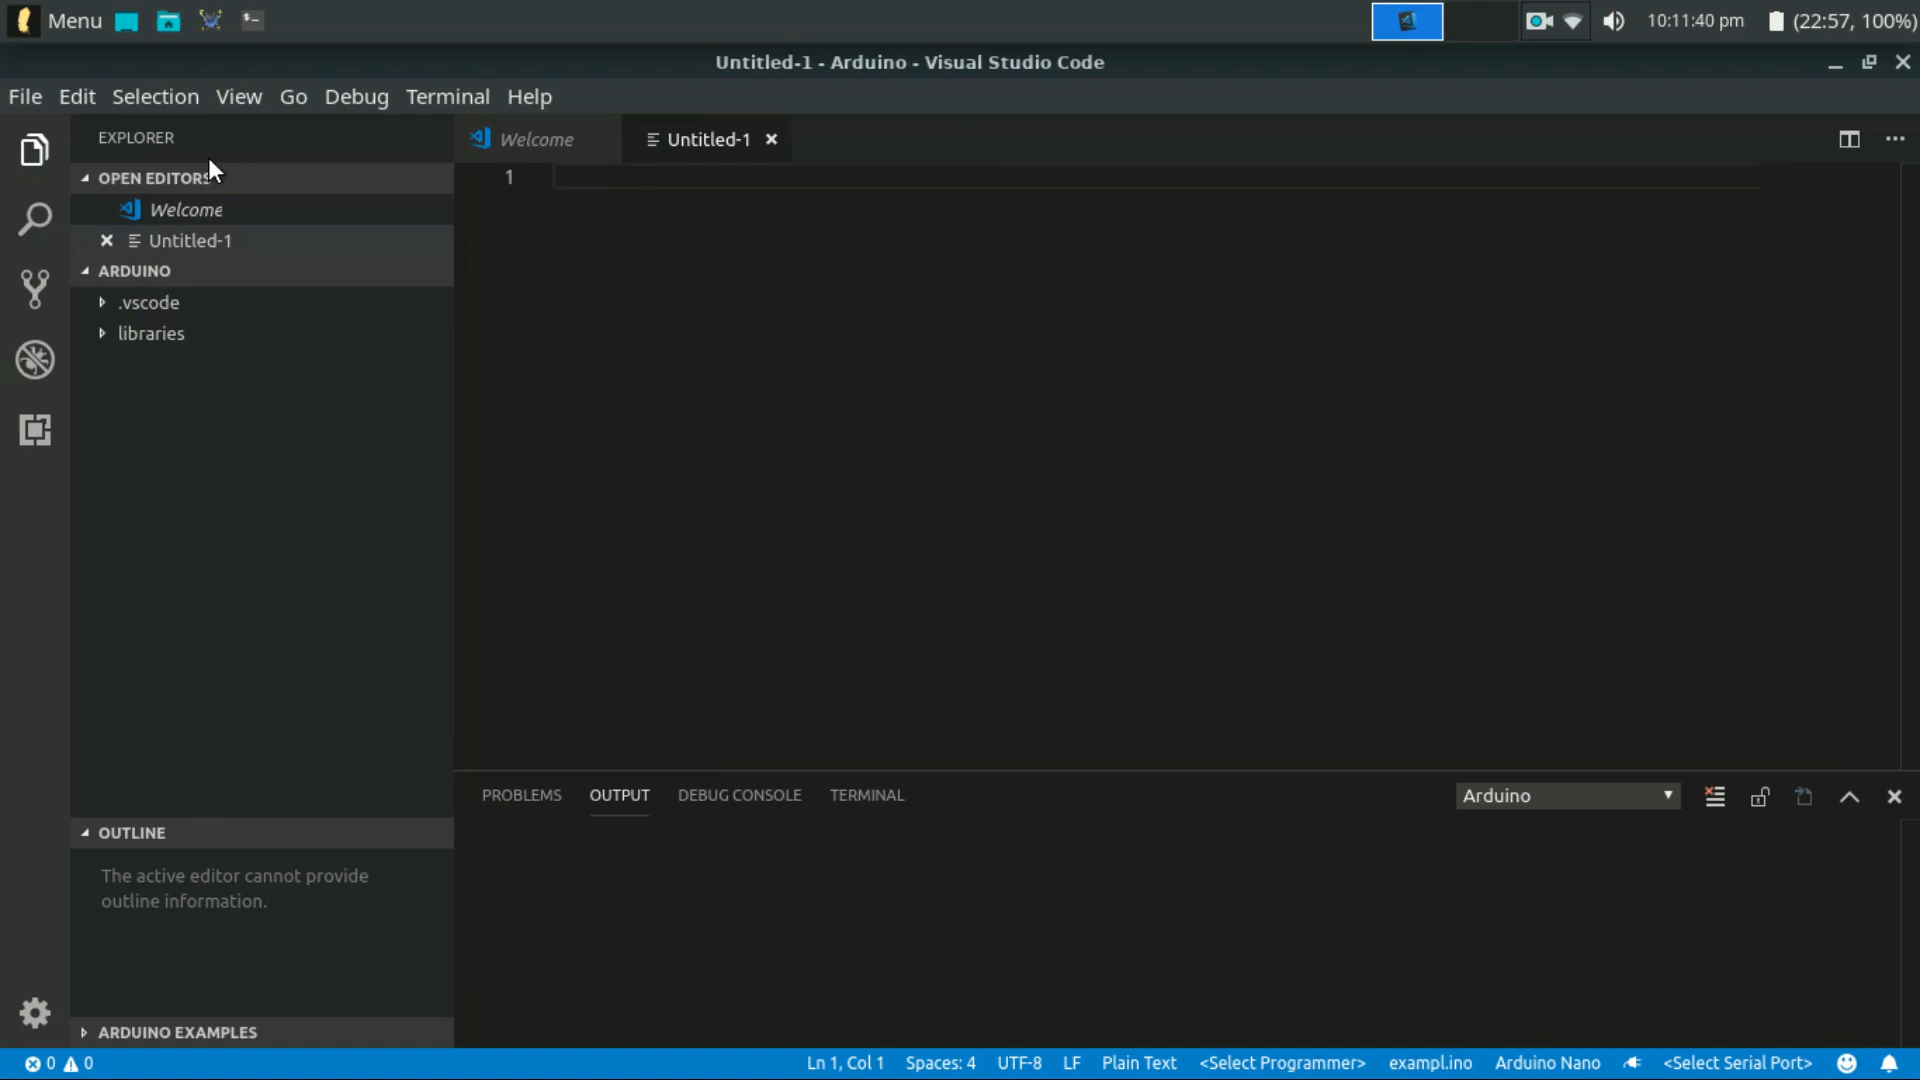 Menu
10:11:40 pm (22:57, 100%)
Untitled-1 - Arduino - Visual Studio Code
File Edit Selection View Go Debug Terminal Help
EXPLORER
OPEN EDITORS
Welcome
Untitled-1
ARDUINO
.vscode
libraries
OUTLINE
The active editor cannot provide
outline information.
ARDUINO EXAMPLES
Welcome Untitled-1
1
PROBLEMS OUTPUT DEBUG CONSOLE TERMINAL Arduino
0 0 Ln 1, Col 1 Spaces: 4 UTF-8 LF Plain Text <Select Programmer> exampl.ino Arduino Nano <Select Serial Port>